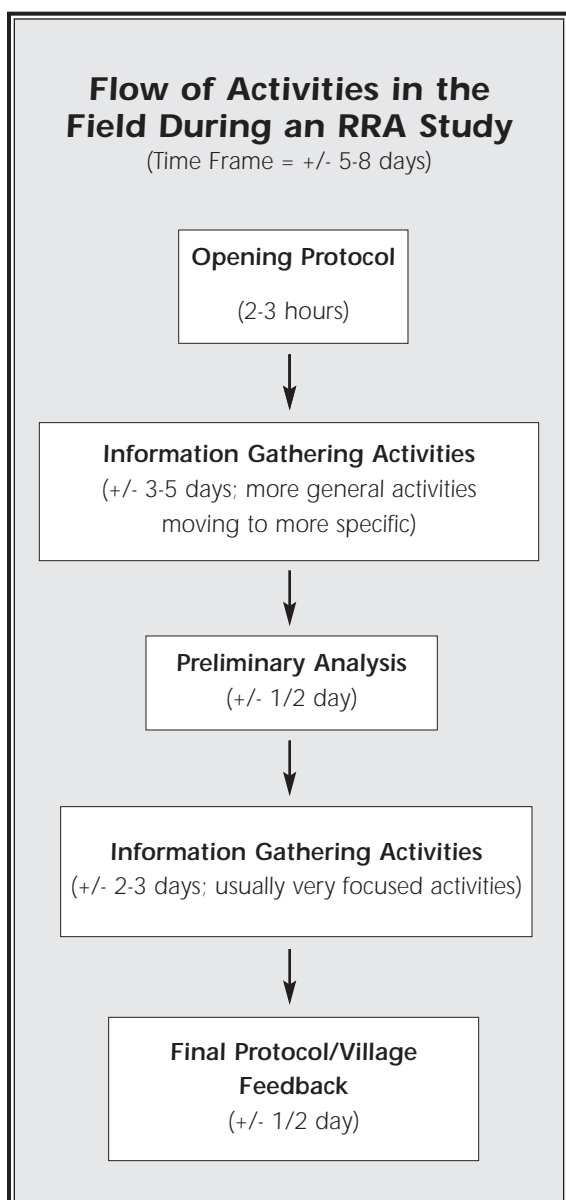 Flow of Activities in the
Field During an RRA Study
(Time Frame = +/- 5-8 days)
Opening Protocol
(2-3 hours)
Information Gathering Activities
(+/- 3-5 days; more general activities
moving to more specific)
Preliminary Analysis
(+/- 1/2 day)
Information Gathering Activities
(+/- 2-3 days; usually very focused activities)
Final Protocol/Village
Feedback
(+/- 1/2 day)